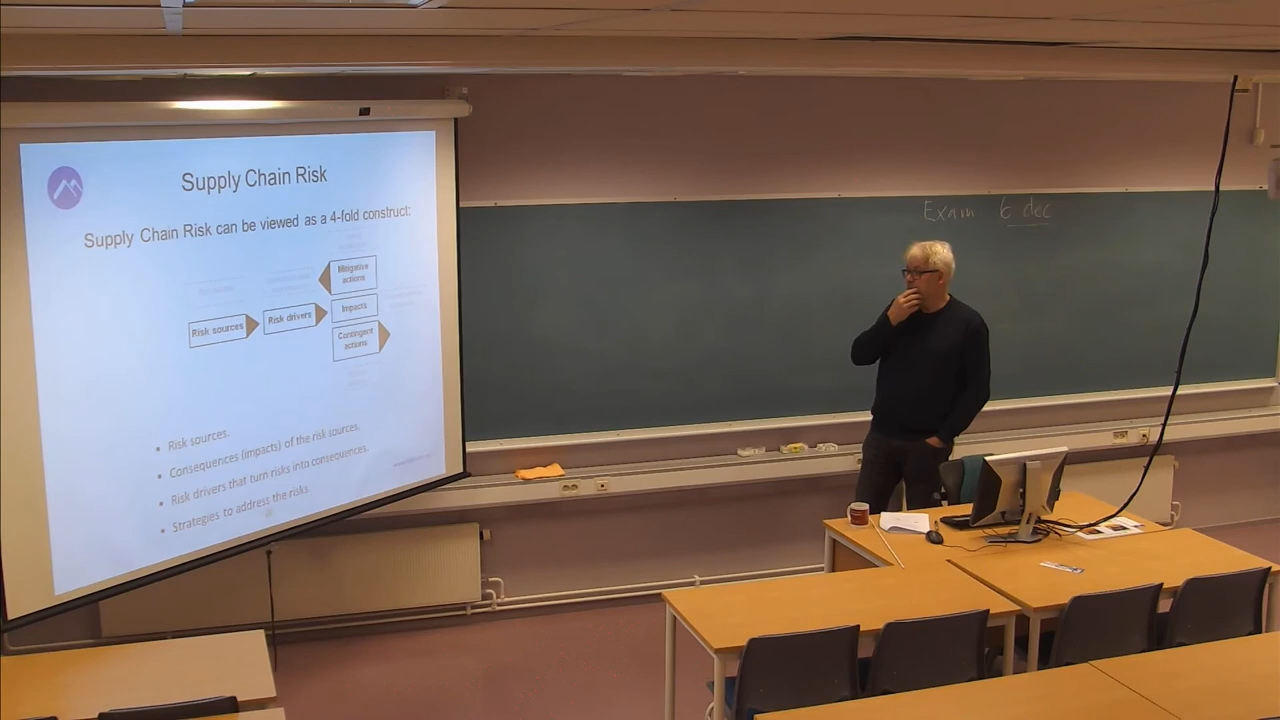 Supply Chain Risk
Supply Chain Risk can be viewed as a 4-fold construct:
Mitigative
actions
Risk sources
Risk drivers
Impacts
Contingent
actions
▪ Risk sources.
▪ Consequences (impacts) of the risk sources.
▪ Risk drivers that turn risks into consequences.
▪ Strategies to address the risks.
Exam 6 dec